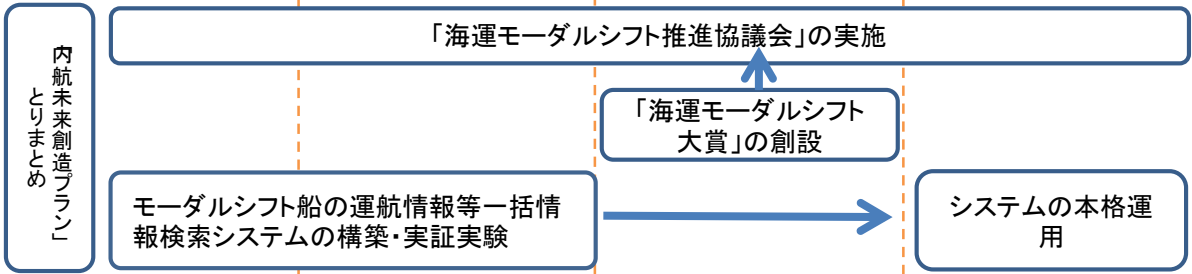 「内航未来創造プラン」
とりまとめ
「海運モーダルシフト推進協議会」の実施
「海運モーダルシフト
大賞」の創設
モーダルシフト船の運航情報等一括情
報検索システムの構築・実証実験
システムの本格運
用